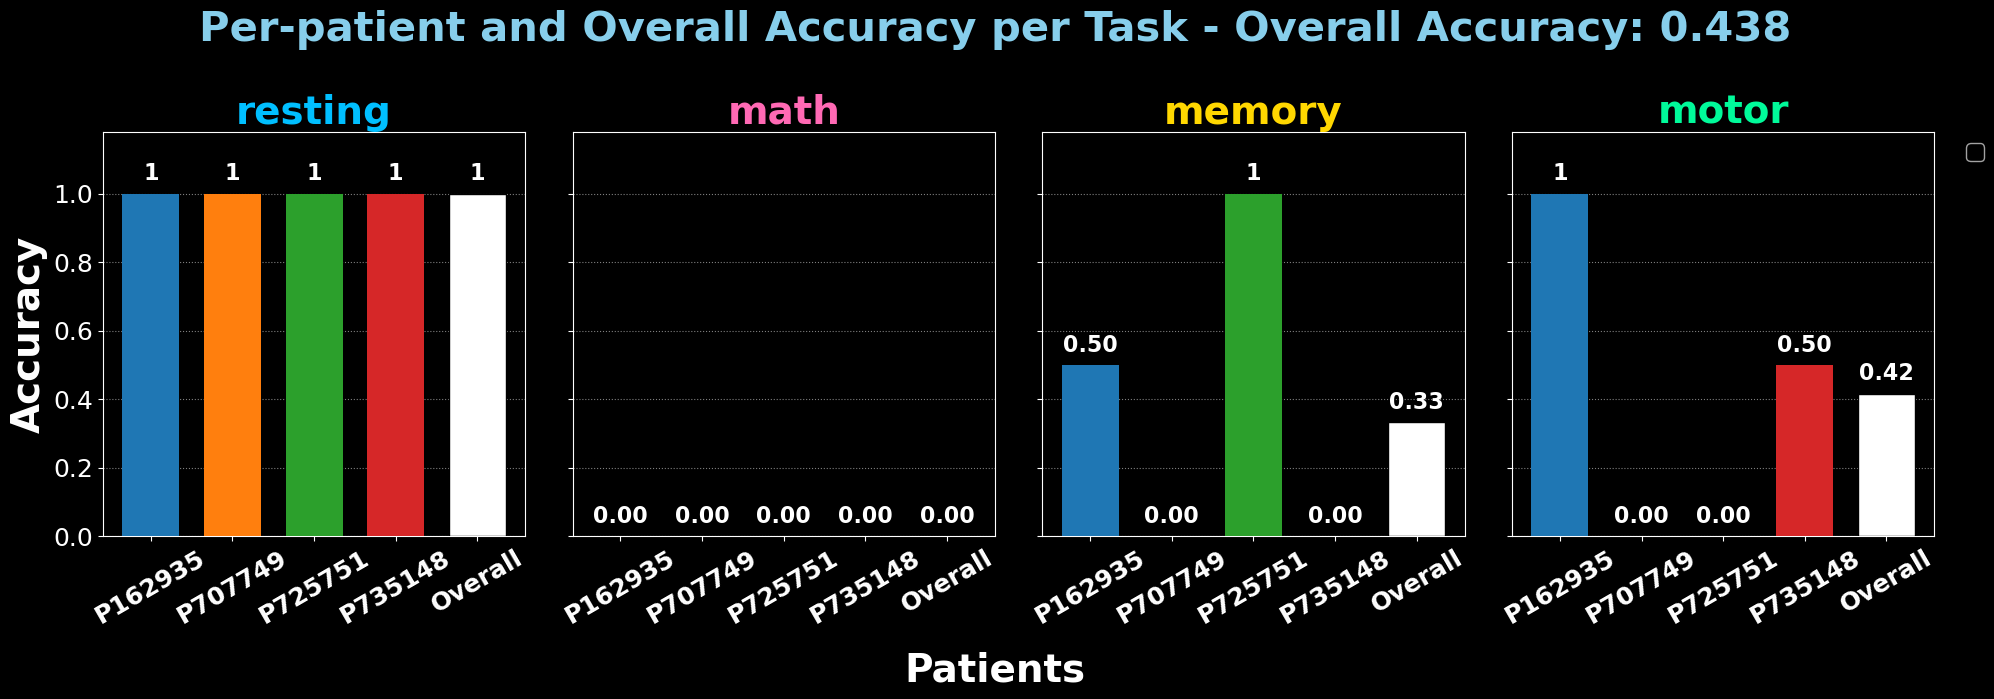 Per-patient and Overall Accuracy per Task - Overall Accuracy: 0.438
resting math memory motor
Accuracy
1.0
0.8
0.6
0.4
0.2
0.0
1 1 1 1 1
0.00 0.00 0.00 0.00 0.00
0.50 0.00 1 0.00 0.33
1 0.00 0.00 0.50 0.42
P162935 P707749 P725751 P735148 Overall
P162935 P707749 P725751 P735148 Overall
P162935 P707749 P725751 P735148 Overall
P162935 P707749 P725751 P735148 Overall
Patients